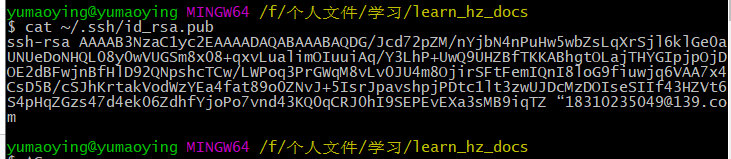 yumaoying@yumaoying MINGW64 /f/个人文件/学习/learn_hz_docs
$ cat ~/.ssh/id_rsa.pub
ssh-rsa AAAAB3NzaC1yc2EAAAADAQABAAABAQDG/Jcd72pZM/nYjbN4nPuHw5wbZsLqXrSjl6klGe0a
UNUeDoNHQLO8yOwVUGSm8x08+qxvLualimOIuuiAq/Y3LhP+UwQ9UHZBfTKKABhgtOLajTHYGIpjpOjD
OE2dBFwjnBfHlD92QNpshcTCw/LWPoq3PrGWqM8vLv0JU4m8OjirSFtFemIQnI8loG9fiuwjq6VAA7x4
CsD5B/cSJhKrtakVodWzYEa4fat89oOZNvJ+5IsrJpavshpjPDtc1lt3zwUJDcMzDOIseSIIf43HZVt6
S4pHqZGzs47d4ek06ZdhfYjoPo7vnd43KQ0qCRJ0hI9SEPEvEXa3sMB9iqTZ “18310235049@139.co
m
yumaoying@yumaoying MINGW64 /f/个人文件/学习/learn_hz_docs